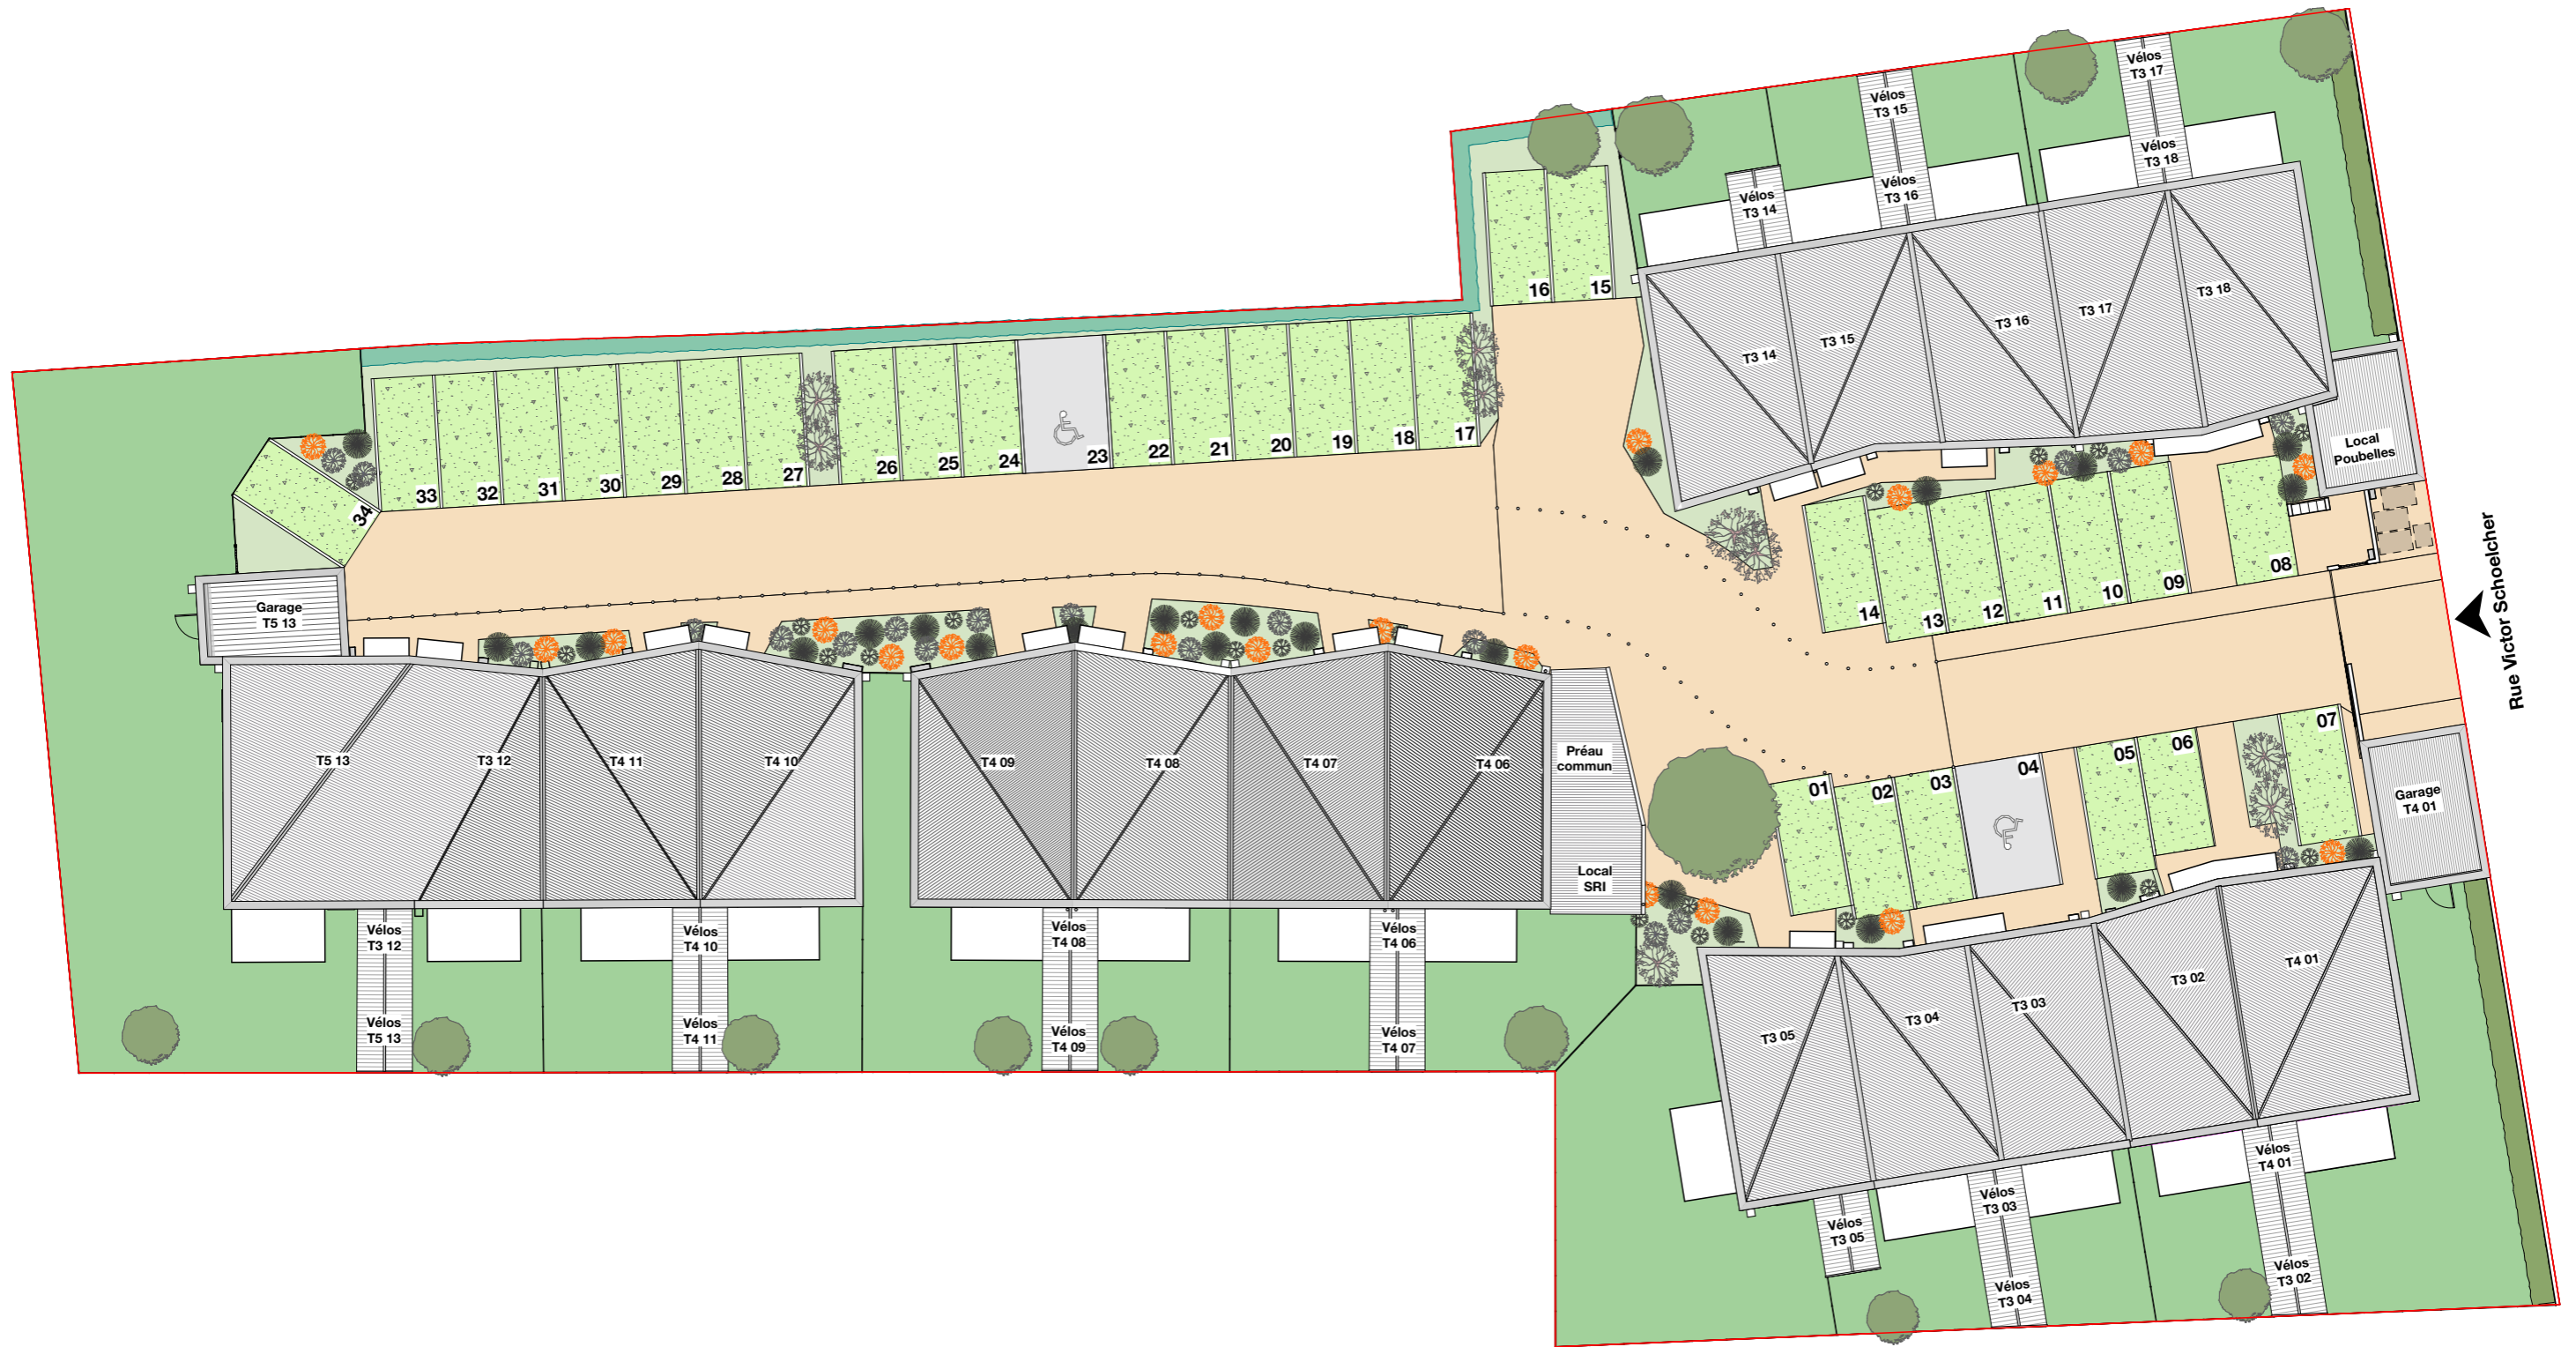 Vélos
T3 17
Vélos
T3 15
Vélos
T3 18
Vélos
T3 16
Vélos
T3 14
16
15
T3 14
T3 15
T3 16
T3 17
T3 18
Local
Poubelles
33
32
31
30
29
28
27
26
25
24
23
22
21
20
19
18
17
34
14
13
12
11
10
09
08
Rue Victor Schoelcher
Garage
T5 13
T5 13
T3 12
T4 11
T4 10
T4 09
T4 08
T4 07
T4 06
Préau
commun
Local
SRI
01
02
03
04
05
06
07
Garage
T4 01
Vélos
T3 12
Vélos
T5 13
Vélos
T4 10
Vélos
T4 11
Vélos
T4 08
Vélos
T4 09
Vélos
T4 06
Vélos
T4 07
T3 05
T3 04
T3 03
T3 02
T4 01
Vélos
T3 05
Vélos
T3 03
Vélos
T3 04
Vélos
T4 01
Vélos
T3 02